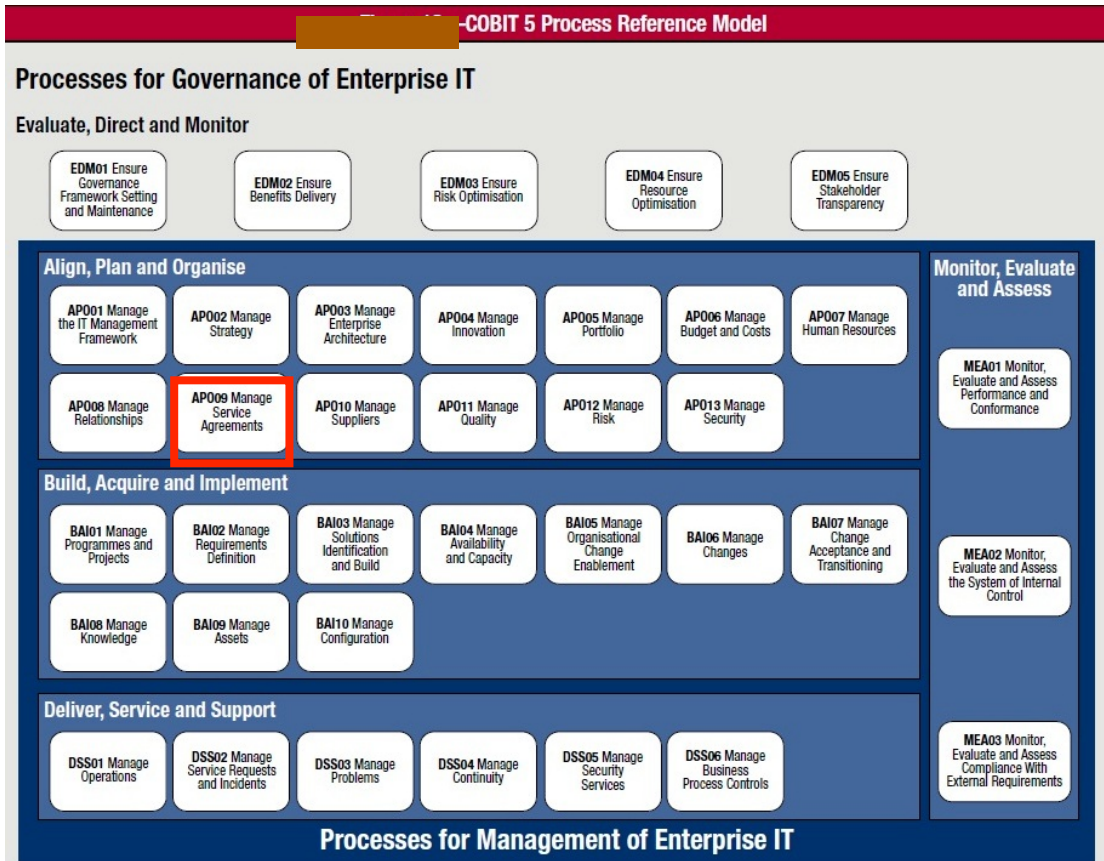 –COBIT 5 Process Reference Model
Processes for Governance of Enterprise IT
Evaluate, Direct and Monitor
EDM01 Ensure
Governance
Framework Setting
and Maintenance
EDM02 Ensure
Benefits Delivery
EDM03 Ensure
Risk Optimisation
EDM04 Ensure
Resource
Optimisation
EDM05 Ensure
Stakeholder
Transparency
Align, Plan and Organise
APO01 Manage
the IT Management
Framework
APO02 Manage
Strategy
APO03 Manage
Enterprise
Architecture
APO04 Manage
Innovation
APO05 Manage
Portfolio
APO06 Manage
Budget and Costs
APO07 Manage
Human Resources
APO08 Manage
Relationships
APO09 Manage
Service
Agreements
APO10 Manage
Suppliers
APO11 Manage
Quality
APO12 Manage
Risk
APO13 Manage
Security
Build, Acquire and Implement
BAI01 Manage
Programmes and
Projects
BAI02 Manage
Requirements
Definition
BAI03 Manage
Solutions
Identification
and Build
BAI04 Manage
Availability
and Capacity
BAI05 Manage
Organisational
Change
Enablement
BAI06 Manage
Changes
BAI07 Manage
Change
Acceptance and
Transitioning
BAI08 Manage
Knowledge
BAI09 Manage
Assets
BAI10 Manage
Configuration
Deliver, Service and Support
DSS01 Manage
Operations
DSS02 Manage
Service Requests
and Incidents
DSS03 Manage
Problems
DSS04 Manage
Continuity
DSS05 Manage
Security
Services
DSS06 Manage
Business
Process Controls
Monitor, Evaluate
and Assess
MEA01 Monitor,
Evaluate and Assess
Performance and
Conformance
MEA02 Monitor,
Evaluate and Assess
the System of Internal
Control
MEA03 Monitor,
Evaluate and Assess
Compliance With
External Requirements
Processes for Management of Enterprise IT